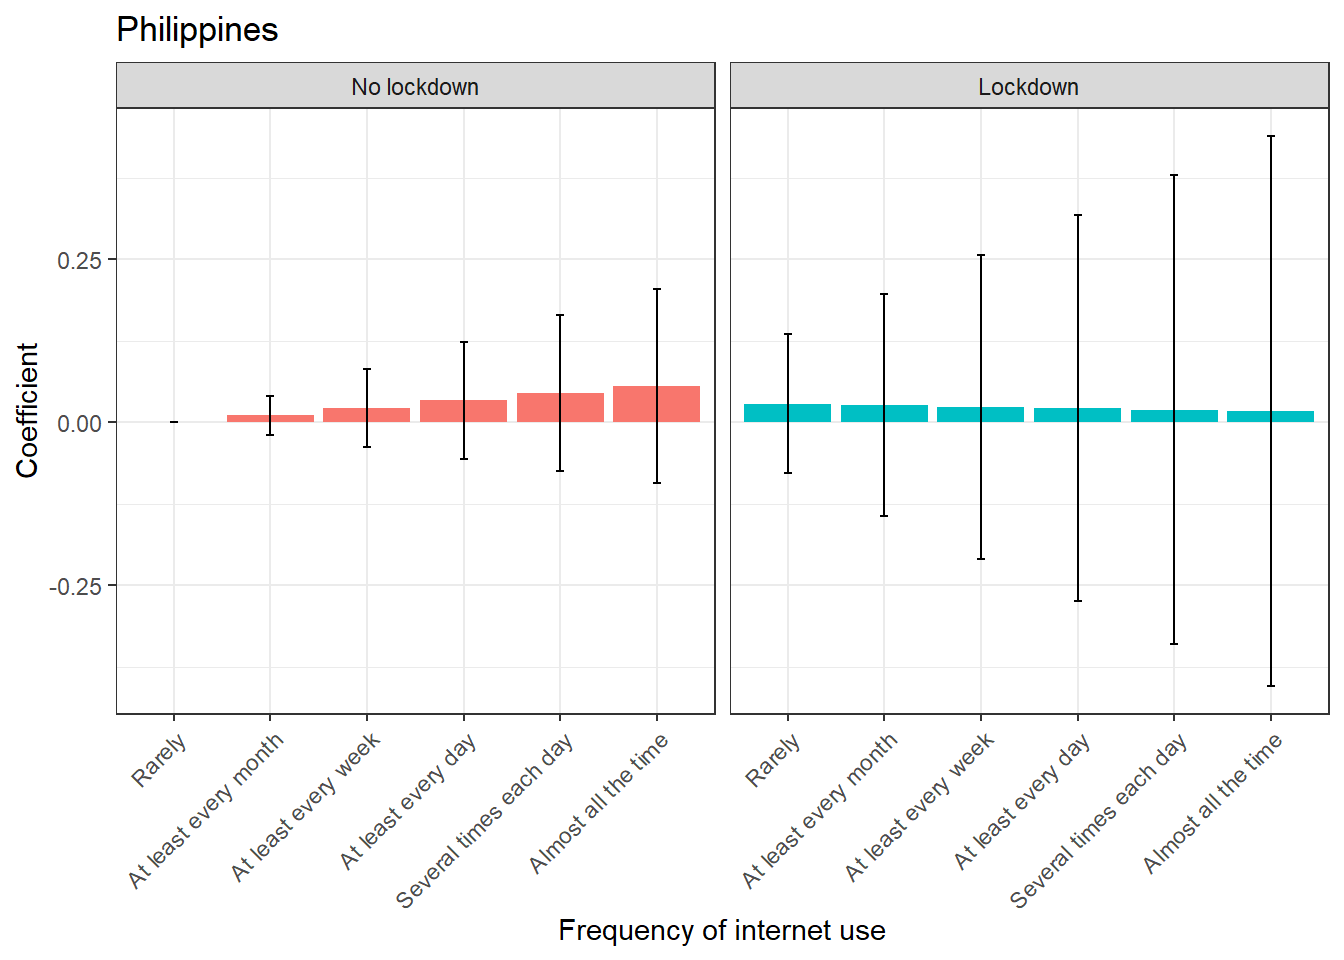 Philippines
No lockdown
Lockdown
Coefficient
0.25
0.00
-0.25
Rarely
At least every month
At least every week
At least every day
Several times each day
Almost all the time
Rarely
At least every month
At least every week
At least every day
Several times each day
Almost all the time
Frequency of internet use